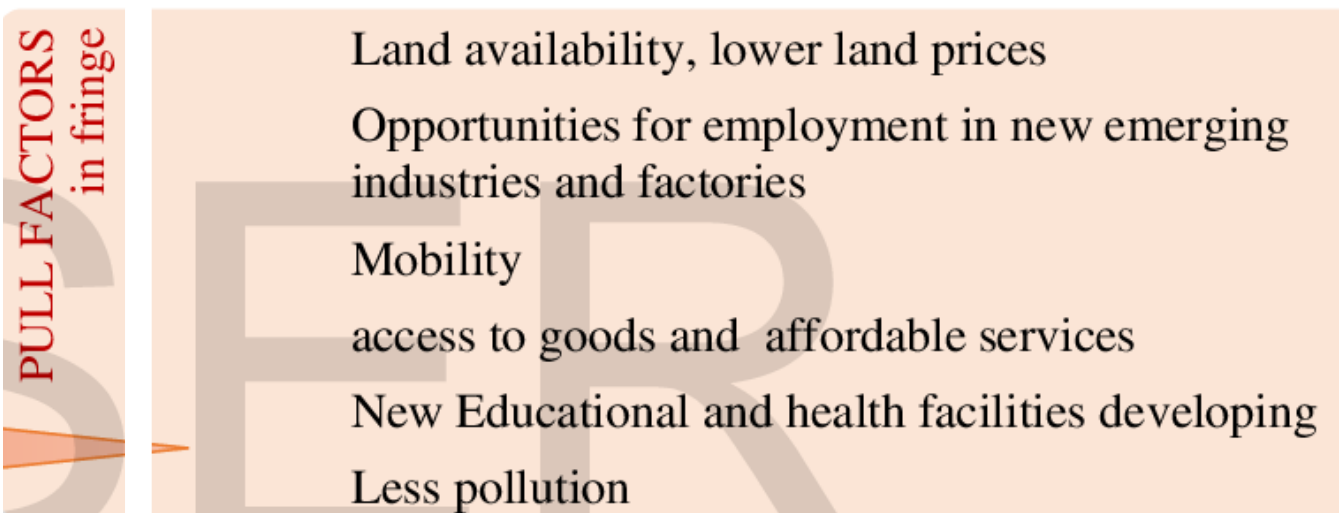 PULL FACTORS
in fringe
Land availability, lower land prices
Opportunities for employment in new emerging
industries and factories
Mobility
access to goods and affordable services
New Educational and health facilities developing
Less pollution
SER